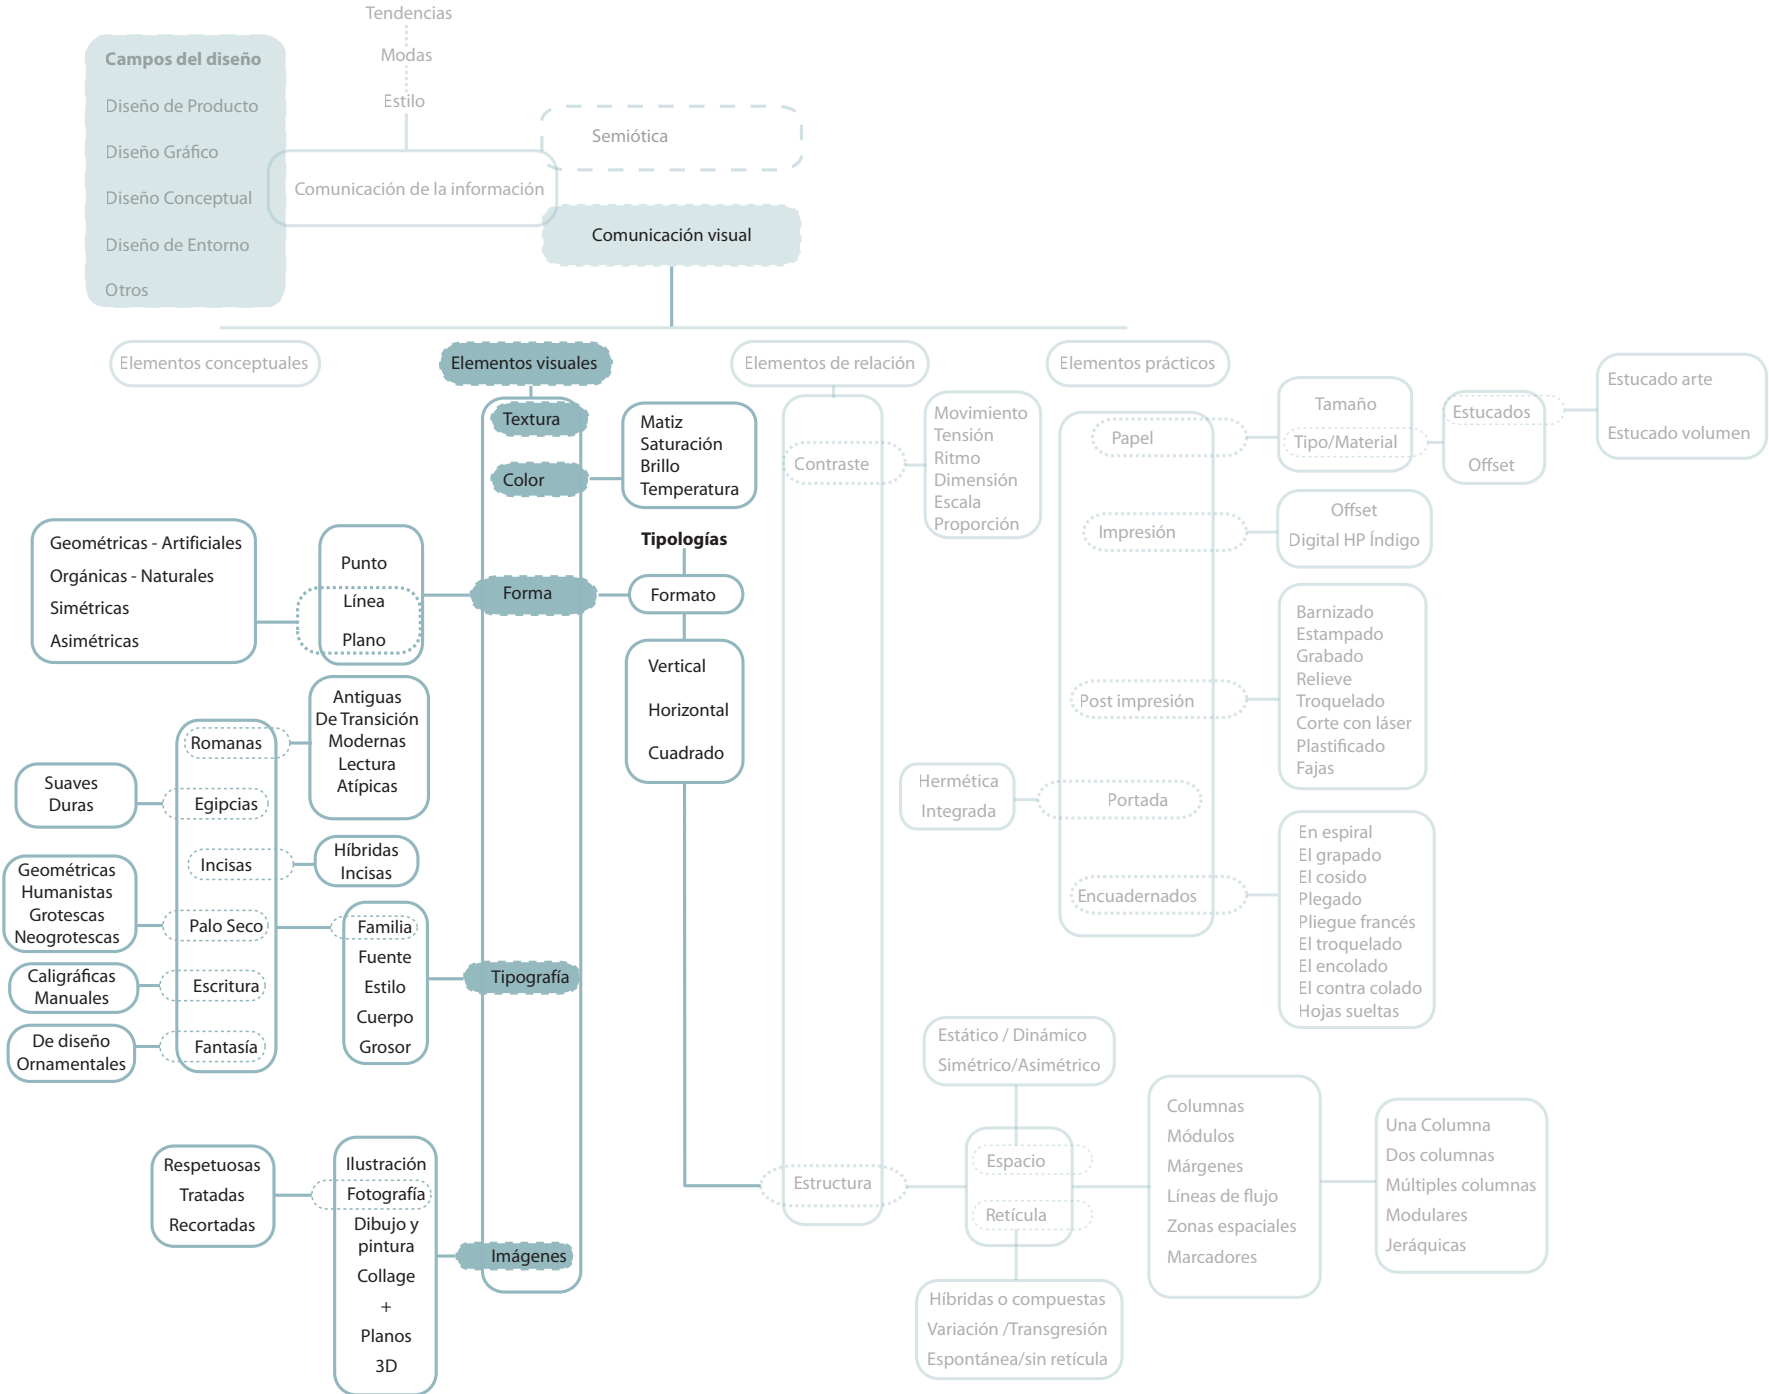 Tendencias
Modas
Estilo
Campos del diseño
Diseño de Producto
Diseño Gráfico
Diseño Conceptual
Diseño de Entorno
Otros
Comunicación de la información
Semiótica
Comunicación visual
Elementos conceptuales
Elementos visuales
Elementos de relación
Elementos prácticos
Textura
Color
Matiz
Saturación
Brillo
Temperatura
Tipologías
Forma
Formato
Vertical
Horizontal
Cuadrado
Punto
Línea
Plano
Geométricas - Artificiales
Orgánicas - Naturales
Simétricas
Asimétricas
Antiguas
De Transición
Modernas
Lectura
Atípicas
Romanas
Egipcias
Incisas
Palo Seco
Escritura
Fantasía
Suaves
Duras
Híbridas
Incisas
Geométricas
Humanistas
Grotescas
Neogrotescas
Caligráficas
Manuales
De diseño
Ornamentales
Familia
Fuente
Estilo
Cuerpo
Grosor
Tipografía
Respetuosas
Tratadas
Recortadas
Ilustración
Fotografía
Dibujo y
pintura
Collage
+
Planos
3D
Imágenes
Contraste
Movimiento
Tensión
Ritmo
Dimensión
Escala
Proporción
Estructura
Espacio
Retícula
Estático / Dinámico
Simétrico/Asimétrico
Híbridas o compuestas
Variación /Transgresión
Espontánea/sin retícula
Columnas
Módulos
Márgenes
Líneas de flujo
Zonas espaciales
Marcadores
Una Columna
Dos columnas
Múltiples columnas
Modulares
Jeráquicas
Papel
Tamaño
Tipo/Material
Estucados
Offset
Estucado arte
Estucado volumen
Impresión
Offset
Digital HP Índigo
Post impresión
Barnizado
Estampado
Grabado
Relieve
Troquelado
Corte con láser
Plastificado
Fajas
Hermética
Integrada
Portada
Encuadernados
En espiral
El grapado
El cosido
Plegado
Pliegue francés
El troquelado
El encolado
El contra colado
Hojas sueltas